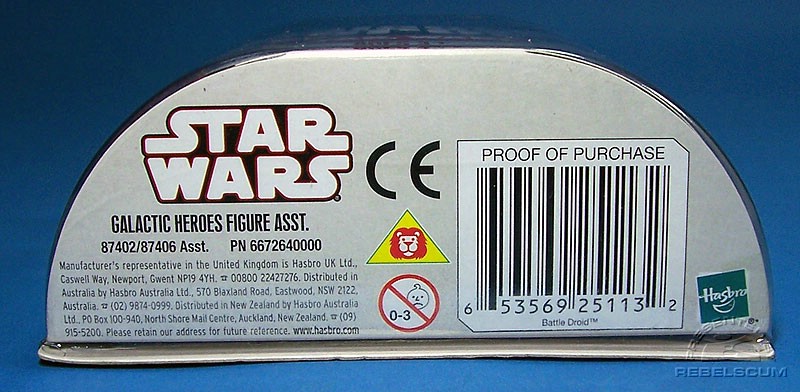 STAR
WARS
GALACTIC HEROES FIGURE ASST.
87402/87406 Asst. PN 6672640000
Manufacturer's representative in the United Kingdom is Hasbro UK Ltd.,
Caswell Way, Newport, Gwent NP19 4YH. ☎ 00800 22427276. Distributed in
Australia by Hasbro Australia Ltd., 570 Blaxland Road, Eastwood, NSW 2122,
Australia. ☎ (02) 9874-0999. Distributed in New Zealand by Hasbro Australia
Ltd., PO Box 100-940, North Shore Mail Centre, Auckland, New Zealand. ☎ (09)
915-5200. Please retain our address for future reference. www.hasbro.com.
CE
0-3
PROOF OF PURCHASE
6 53569 25113 2
Battle Droid™
Hasbro®
REBELSCUM